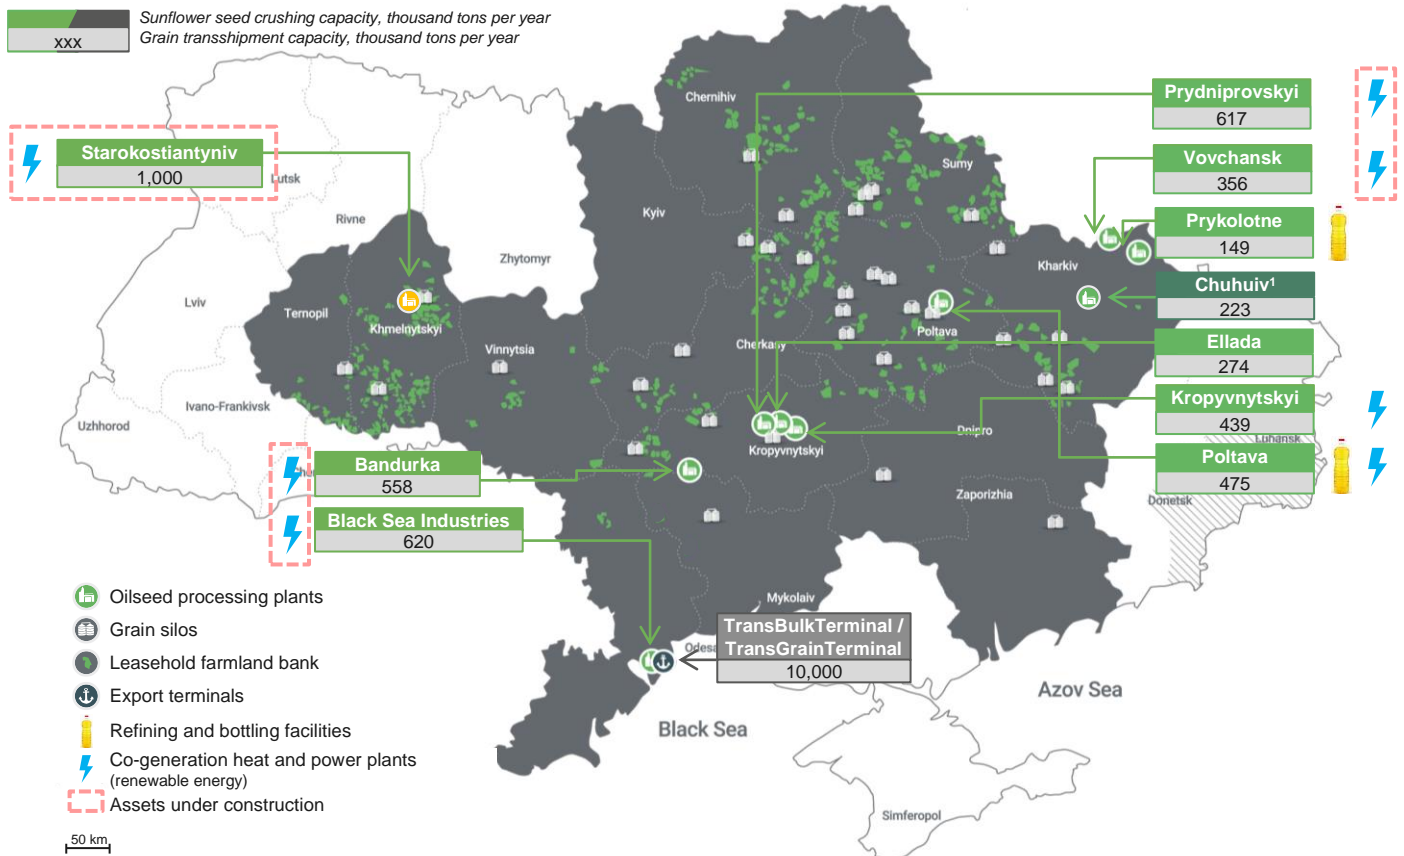 Sunflower seed crushing capacity, thousand tons per year
xxx
Grain transshipment capacity, thousand tons per year
Prydniprovskyi
617
Chernihiv
Starokostiantyniv
1,000
Vovchansk
356
Sumy
Lutsk
Rivne
Kyiv
Prykolotne
149
Zhytomyr
Kharkiv
Chuhuiv¹
223
Lviv
Ternopil
Khmelnytskyi
Poltava
Vinnytsia
Cherkasy
Ellada
274
Ivano-Frankivsk
Kropyvnytskyi
439
Uzhhorod
Dnipro
Luhansk
Kropyvnytskyi
Poltava
475
Bandurka
558
Zaporizhia
Donetsk
Black Sea Industries
620
Oilseed processing plants
Grain silos
Leasehold farmland bank
Export terminals
Refining and bottling facilities
Co-generation heat and power plants
(renewable energy)
Assets under construction
50 km
Mykolaiv
TransBulkTerminal /
TransGrainTerminal
10,000
Odesa
Azov Sea
Black Sea
Simferopol